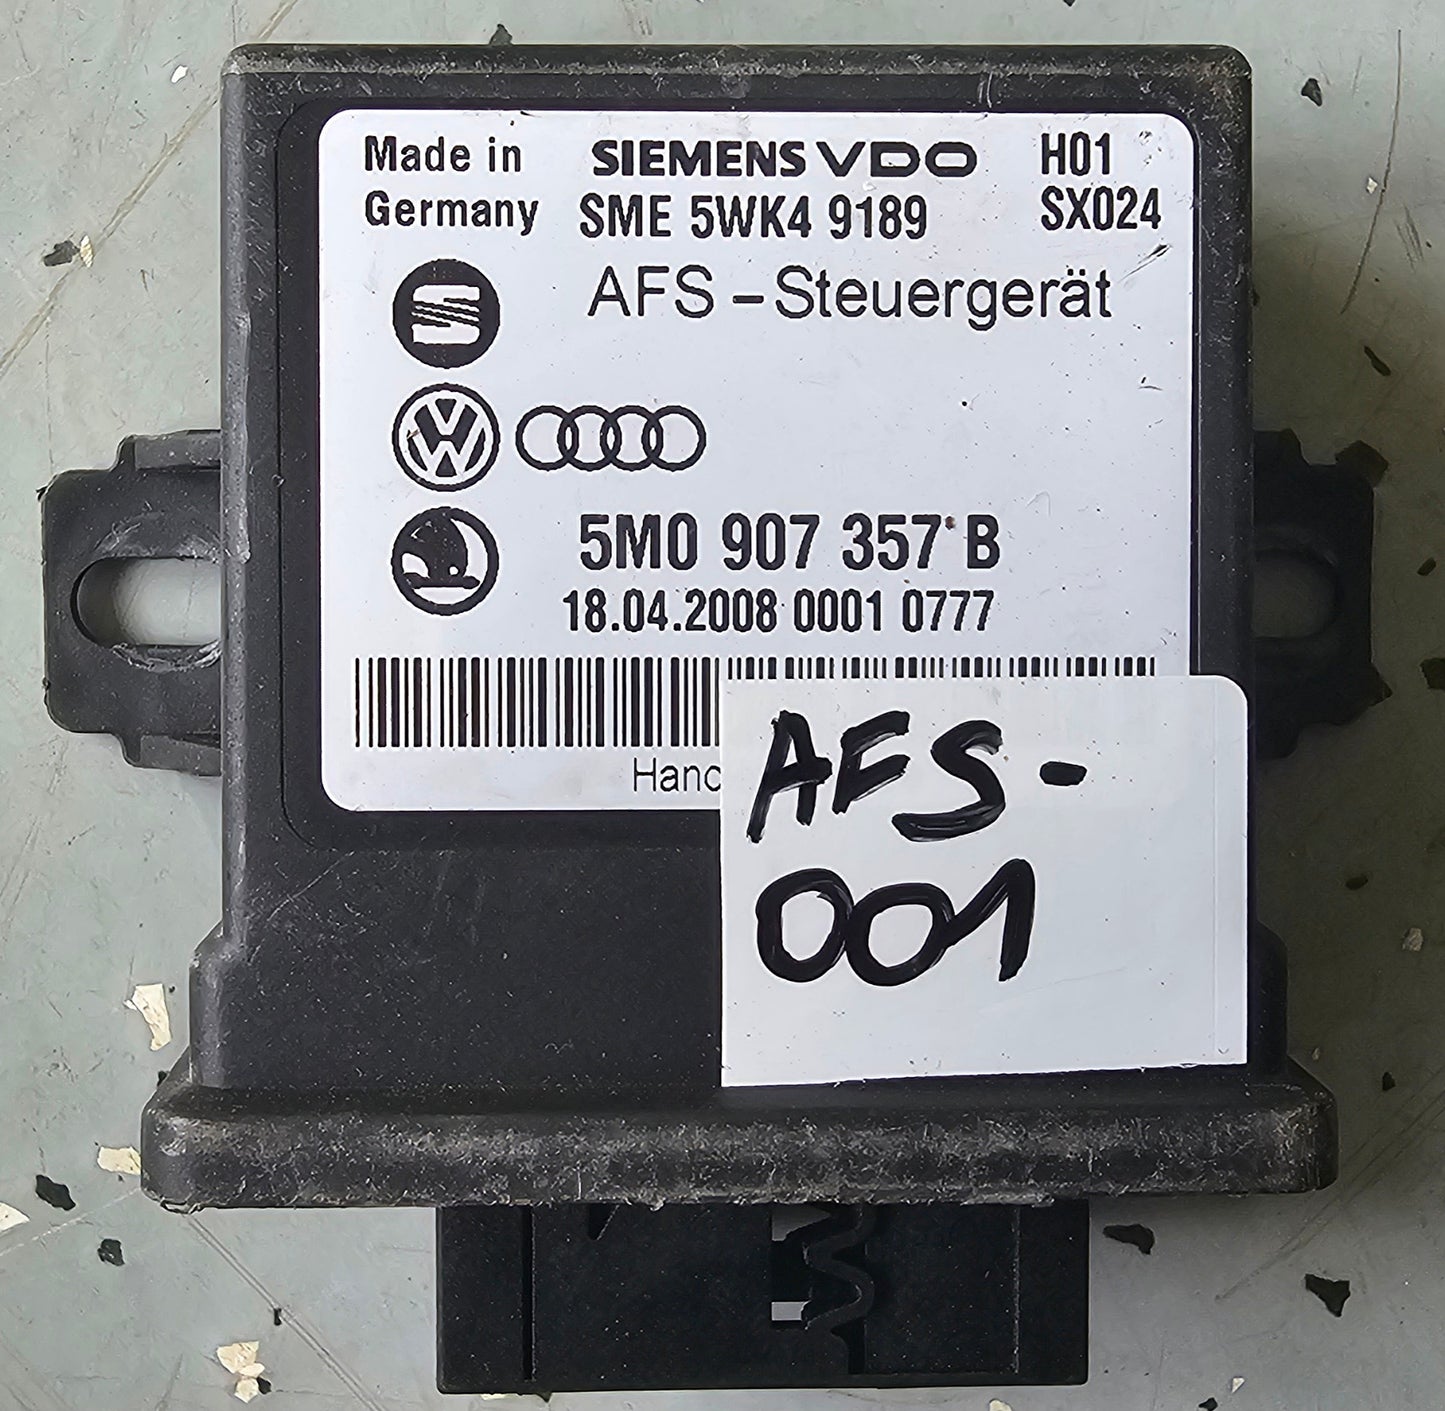 Made in
Germany
SIEMENS VDO
SME 5WK4 9189
H01
SX024
AFS – Steuergerät
5M0 907 357 B
18.04.2008 0001 0777
AFS-
001